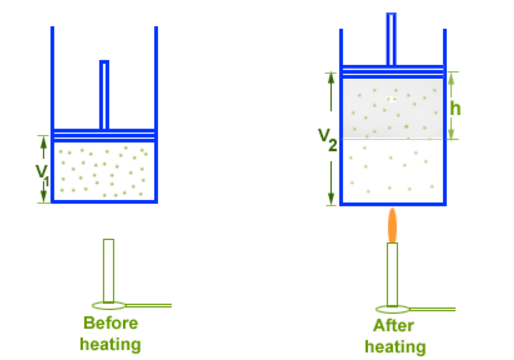 V1
V2
h
Before
heating
After
heating